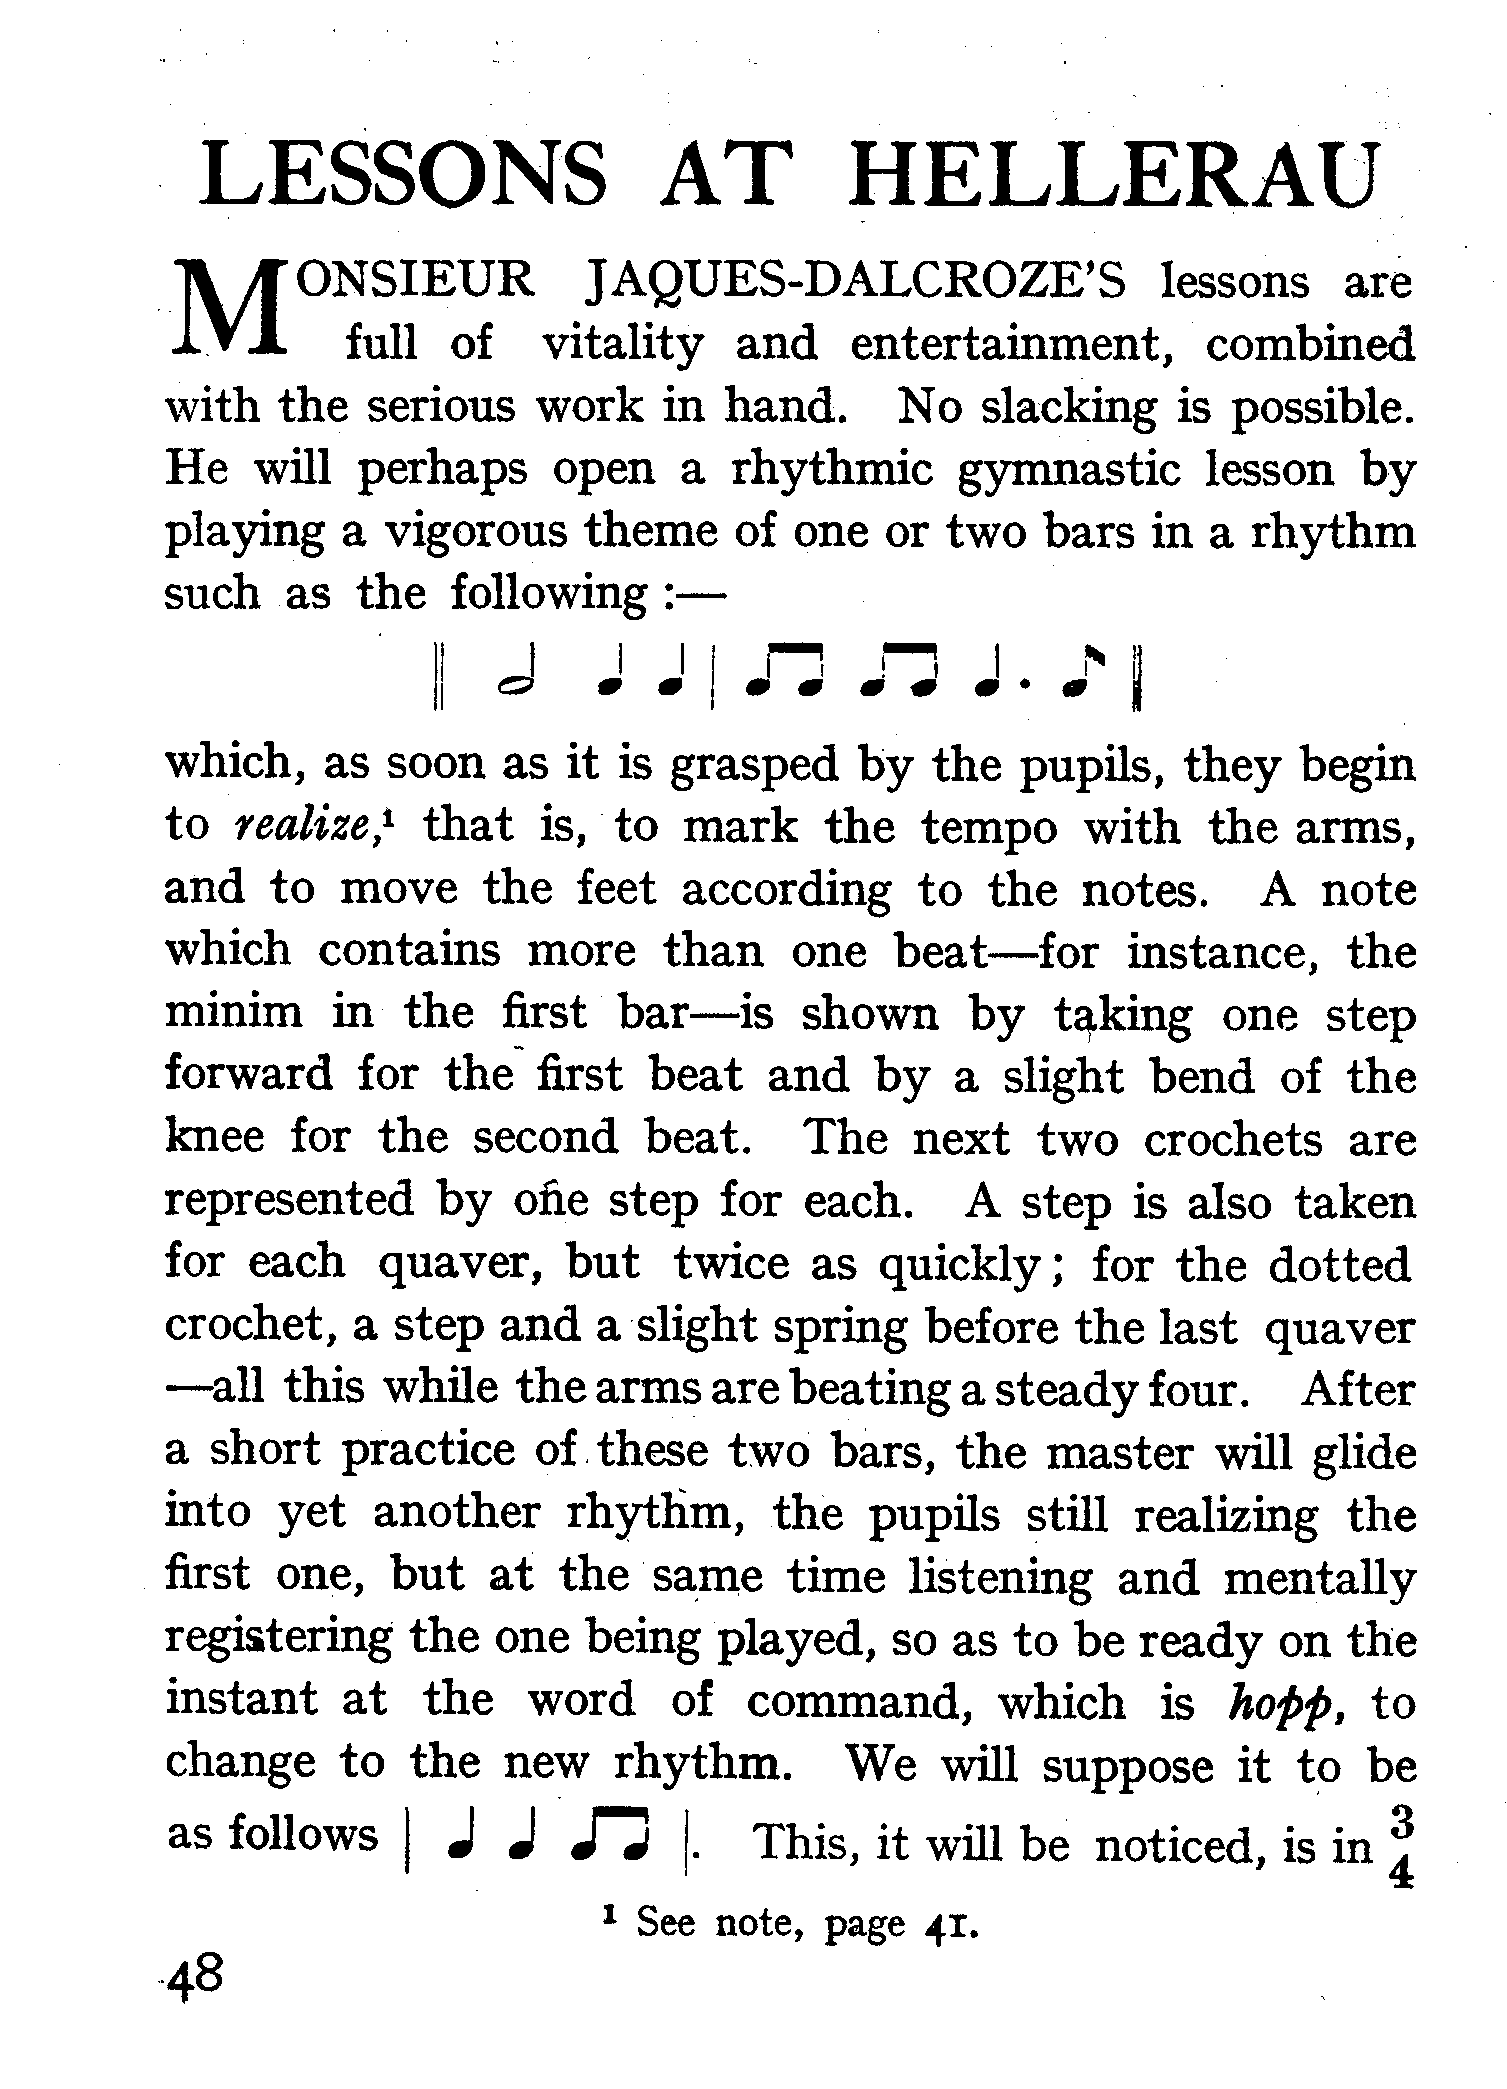 LESSONS AT HELLERAU
MONSIEUR JAQUES-DALCROZE'S lessons are
full of vitality and entertainment, combined
with the serious work in hand. No slacking is possible.
He will perhaps open a rhythmic gymnastic lesson by
playing a vigorous theme of one or two bars in a rhythm
such as the following :—
which, as soon as it is grasped by the pupils, they begin
to realize,¹ that is, to mark the tempo with the arms,
and to move the feet according to the notes. A note
which contains more than one beat—for instance, the
minim in the first bar—is shown by taking one step
forward for the first beat and by a slight bend of the
knee for the second beat. The next two crochets are
represented by one step for each. A step is also taken
for each quaver, but twice as quickly ; for the dotted
crochet, a step and a slight spring before the last quaver
—all this while the arms are beating a steady four. After
a short practice of these two bars, the master will glide
into yet another rhythm, the pupils still realizing the
first one, but at the same time listening and mentally
registering the one being played, so as to be ready on the
instant at the word of command, which is hopp, to
change to the new rhythm. We will suppose it to be
as follows | ♩ ♩ ♫ |. This, it will be noticed, is in 3/4
¹ See note, page 41.
48